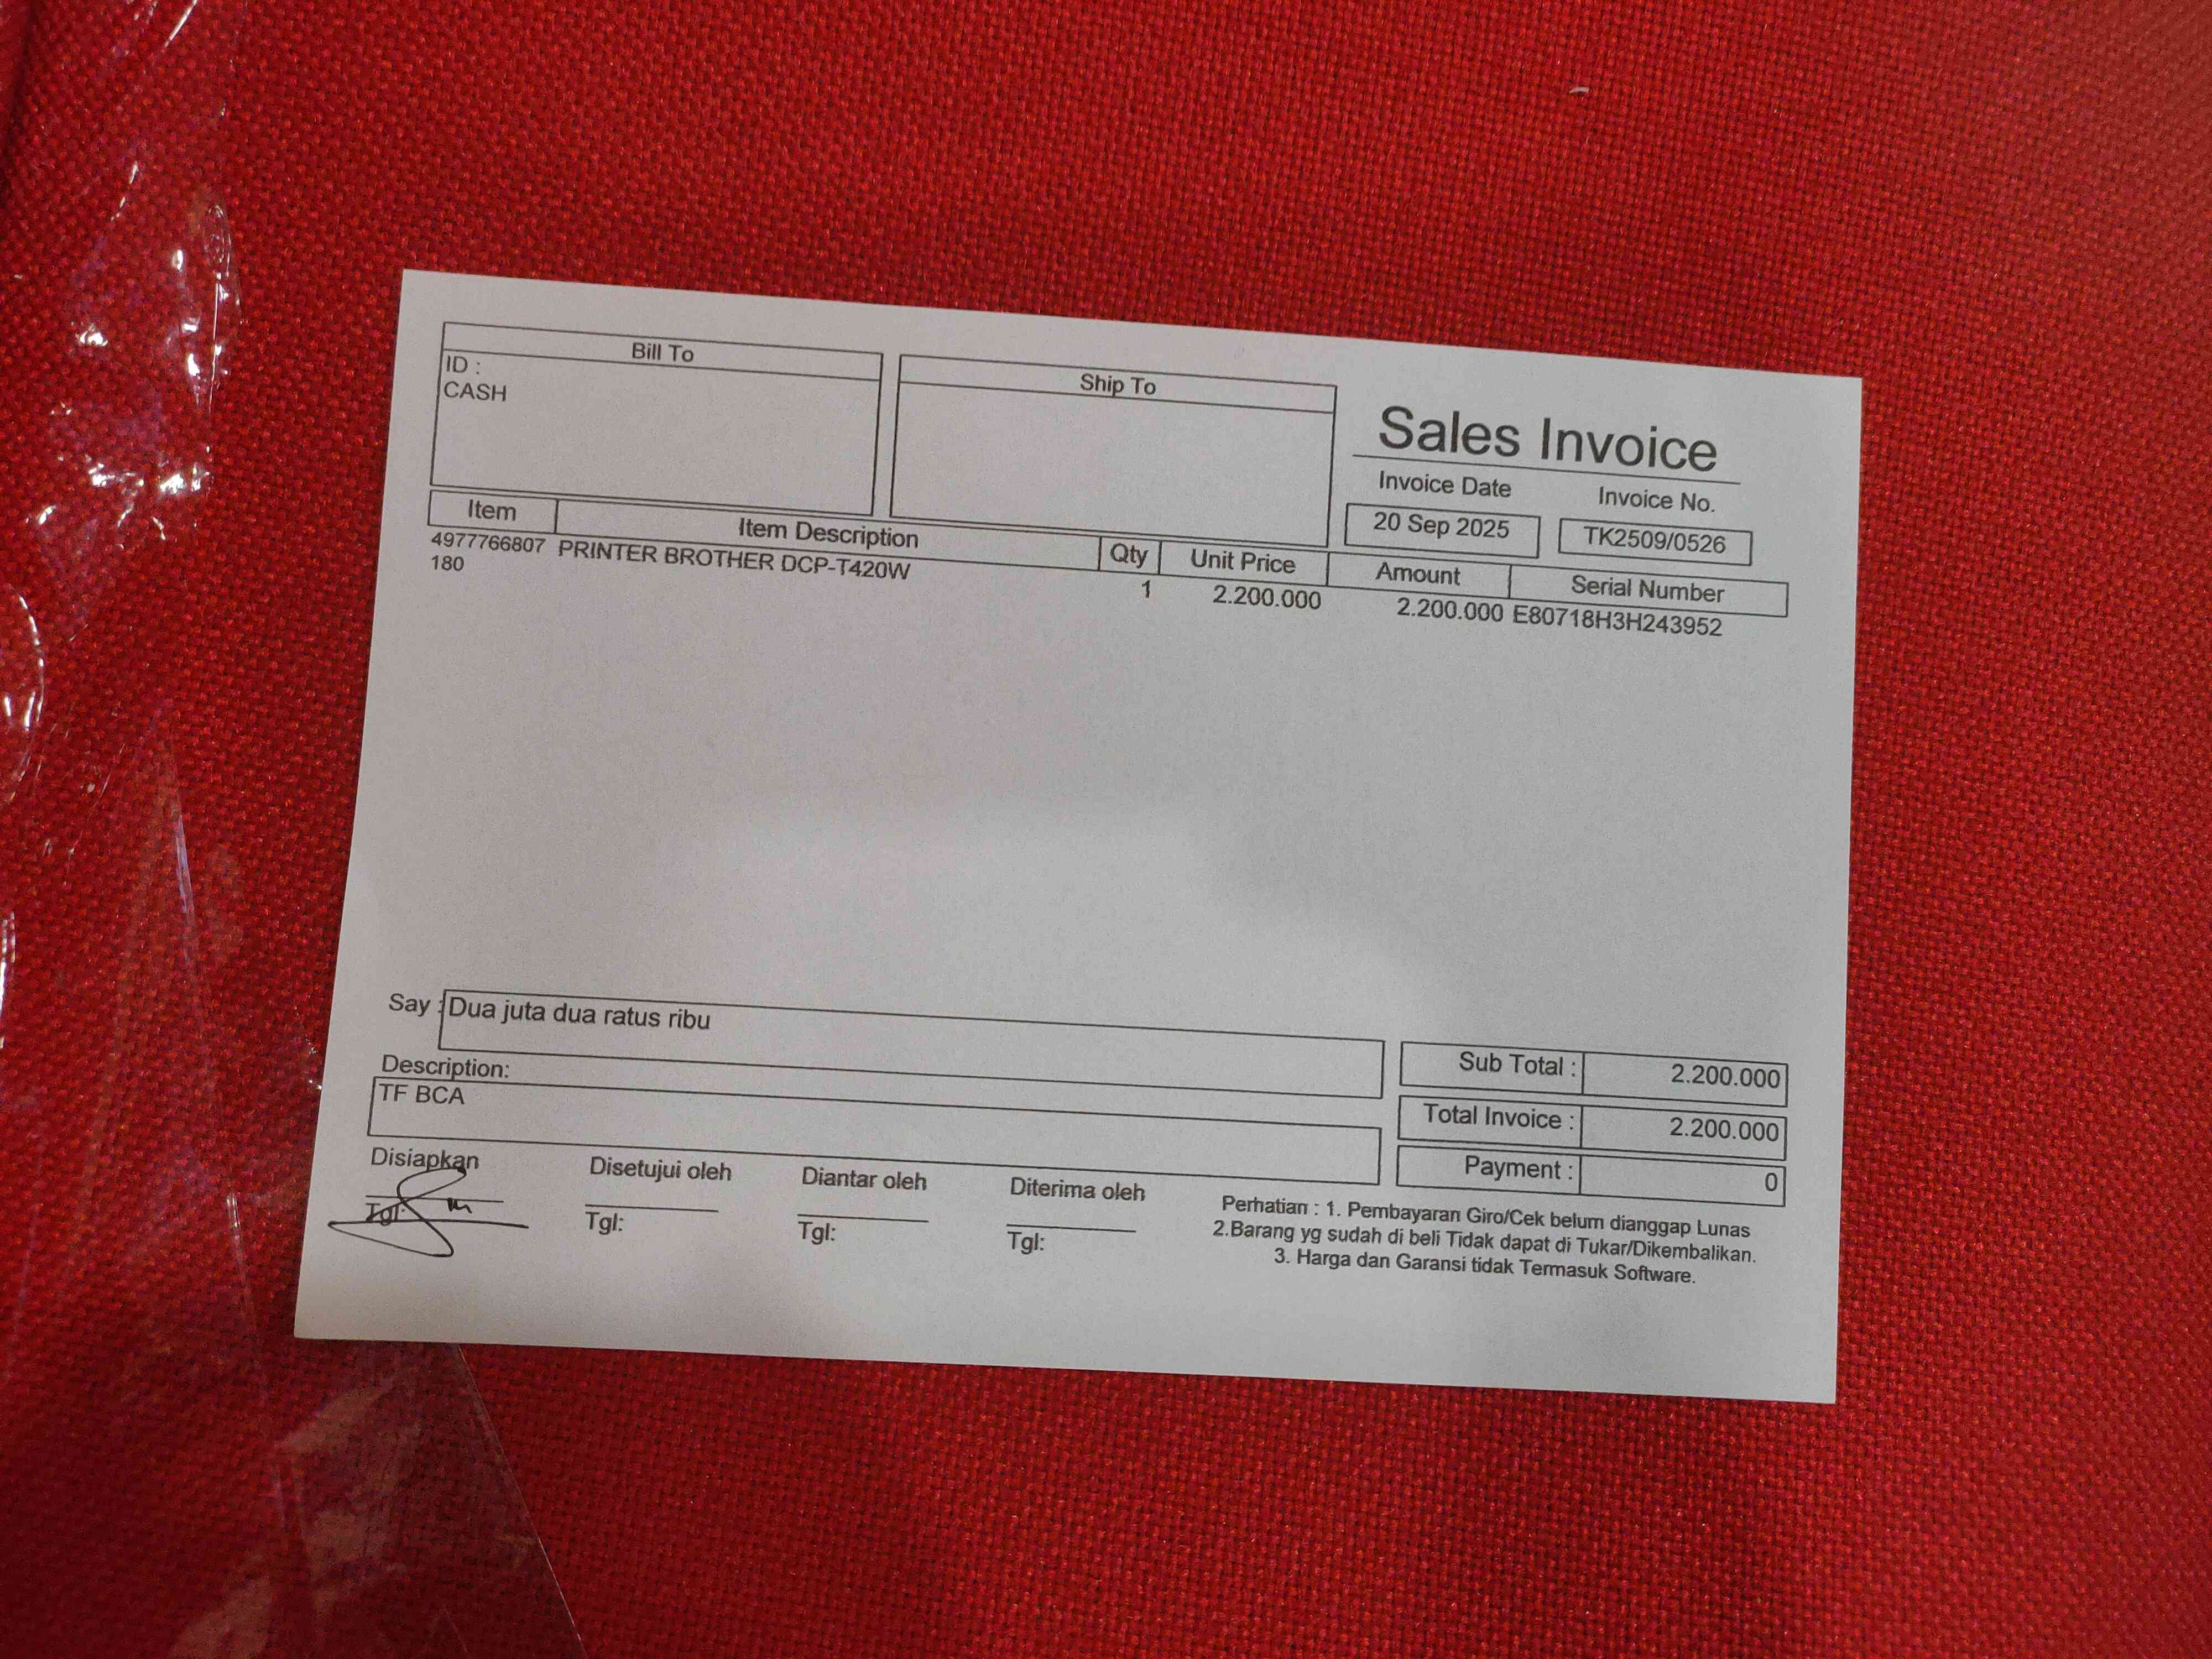 Bill To
ID :
CASH
Ship To
Sales Invoice
Invoice Date
Invoice No.
20 Sep 2025
TK2509/0526
Item
Item Description
Qty
Unit Price
Amount
Serial Number
4977766807 PRINTER BROTHER DCP-T420W 1 2.200.000 2.200.000 E80718H3H243952
180
Say : Dua juta dua ratus ribu
Description:
TF BCA
Sub Total : 2.200.000
Total Invoice : 2.200.000
Payment : 0
Disiapkan
Disetujui oleh
Diantar oleh
Diterima oleh
Tgl:
Tgl:
Tgl:
Tgl:
Perhatian : 1. Pembayaran Giro/Cek belum dianggap Lunas
2.Barang yg sudah di beli Tidak dapat di Tukar/Dikembalikan.
3. Harga dan Garansi tidak Termasuk Software.